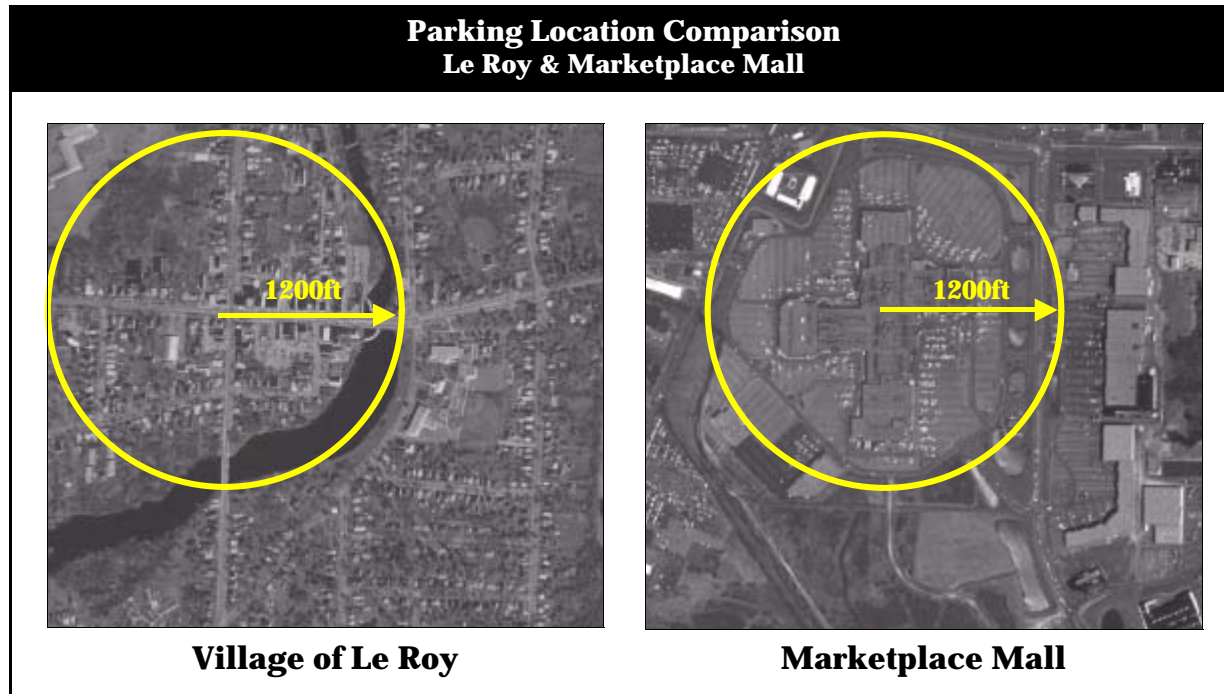 Parking Location Comparison
Le Roy & Marketplace Mall
1200ft
1200ft
Village of Le Roy
Marketplace Mall